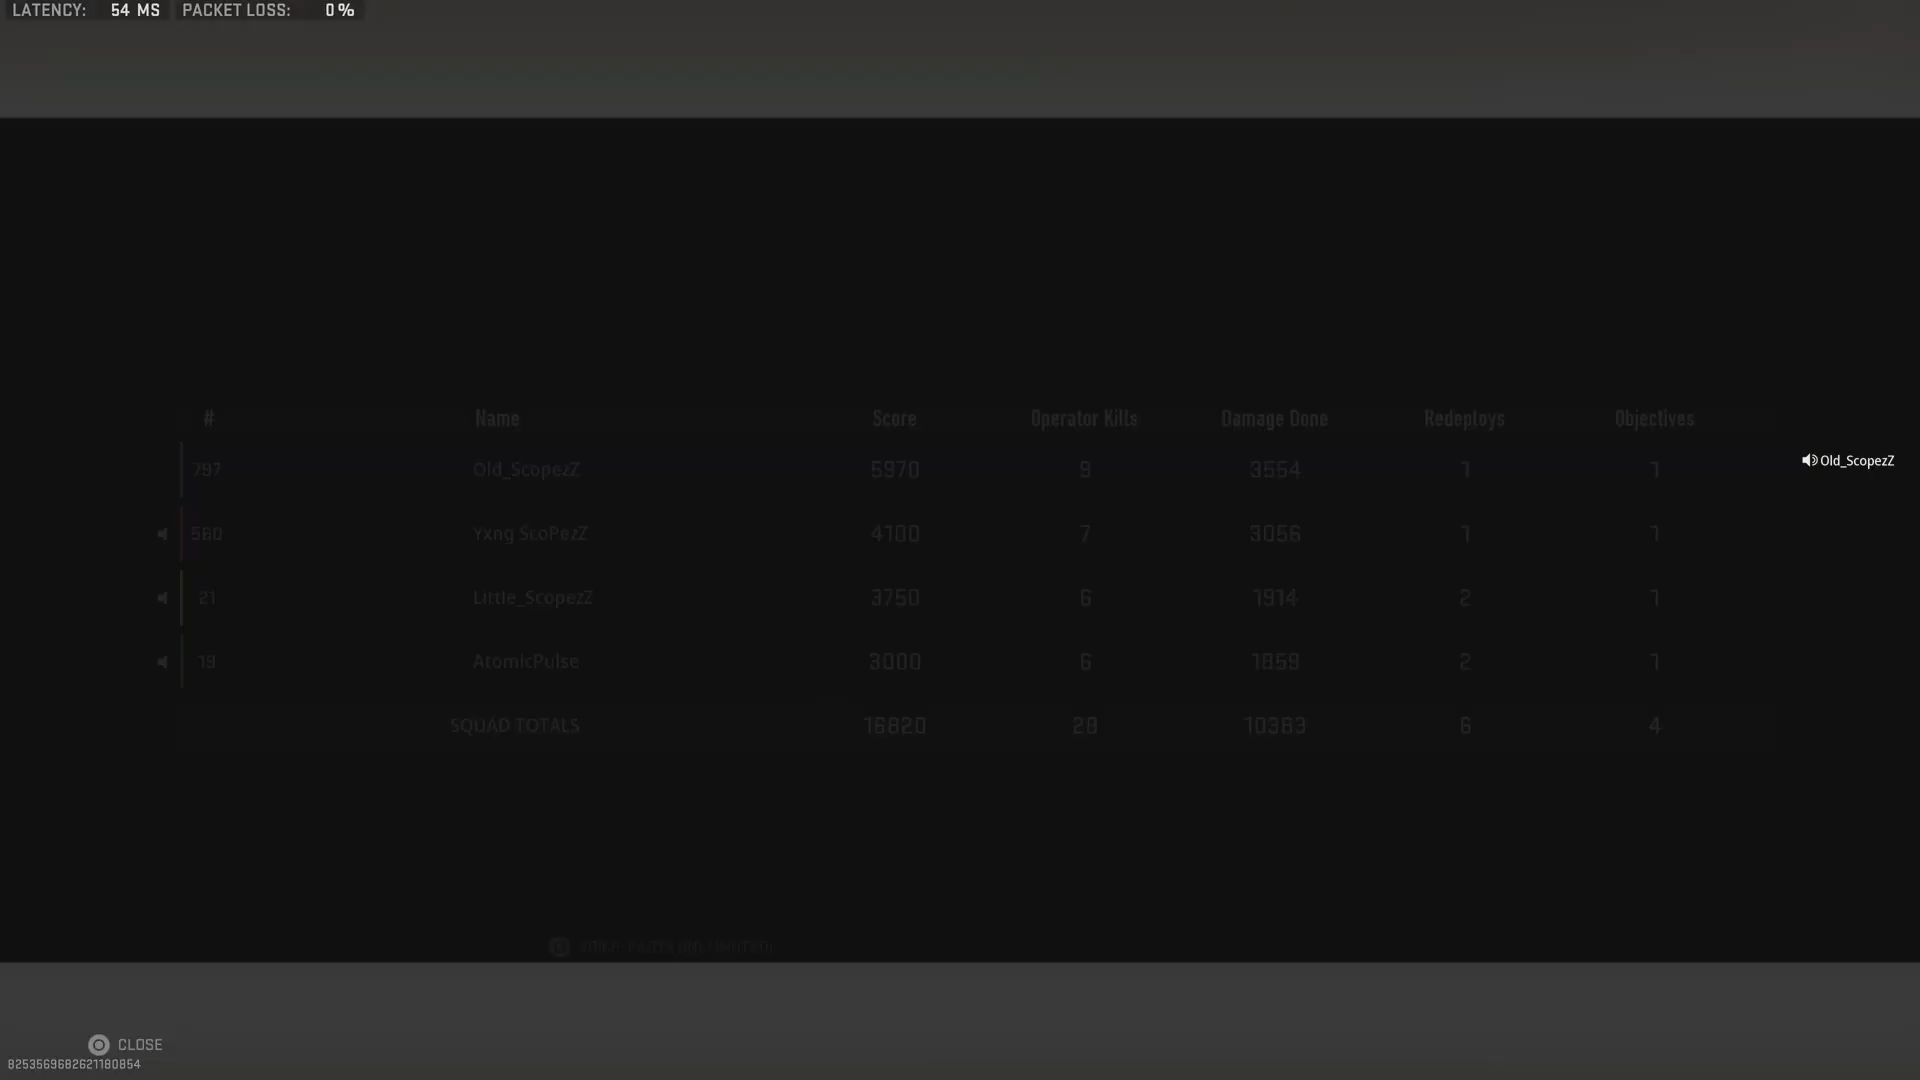 LATENCY: 54 MS PACKET LOSS: 0%
# Name Score Operator Kills Damage Done Redeploys Objectives
797 Old_ScopezZ 5970 9 3554 1 1
Old_ScopezZ
560 Yxng ScoPezZ 4100 7 3056 1 1
21 Little_ScopezZ 3750 6 1914 2 1
19 AtomicPulse 3000 6 1859 2 1
SQUAD TOTALS 16820 28 10383 6 4
CLOSE
8253569682621180854